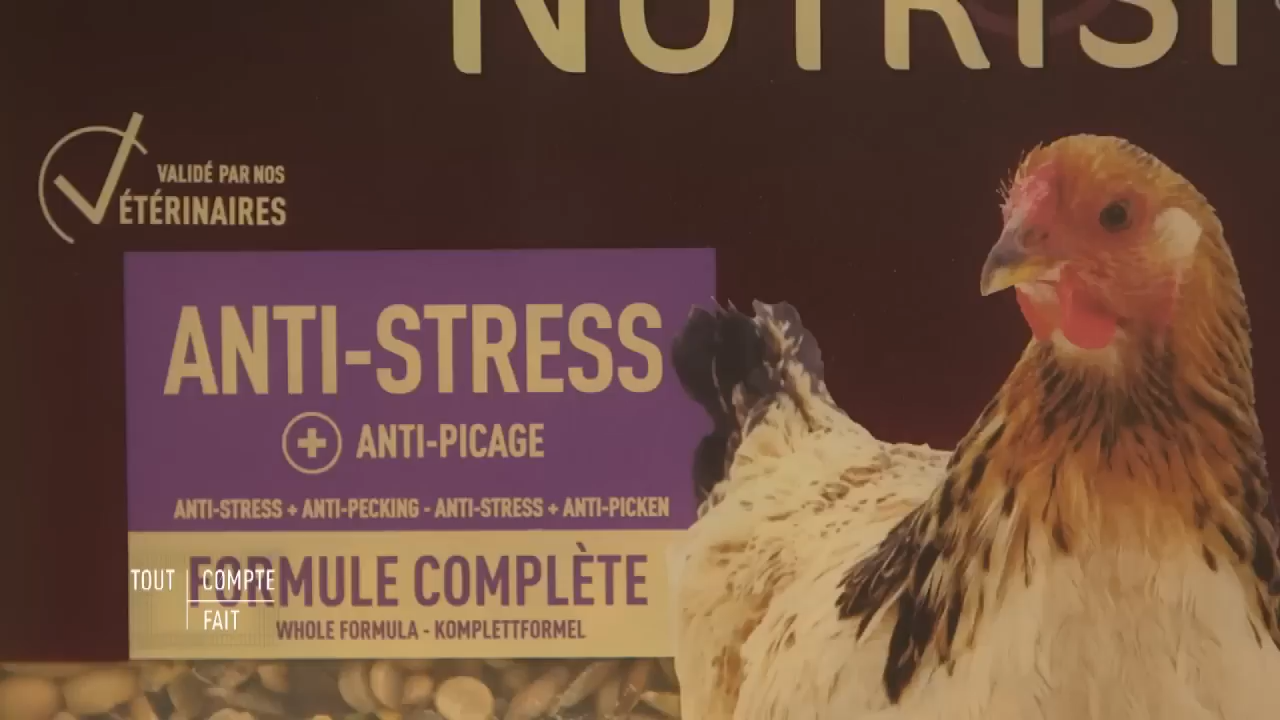 NUTRISI
VALIDÉ PAR NOS
VÉTÉRINAIRES
ANTI-STRESS
+ ANTI-PICAGE
ANTI-STRESS + ANTI-PECKING - ANTI-STRESS + ANTI-PICKEN
FORMULE COMPLÈTE
WHOLE FORMULA - KOMPLETTFORMEL
TOUT COMPTE
FAIT